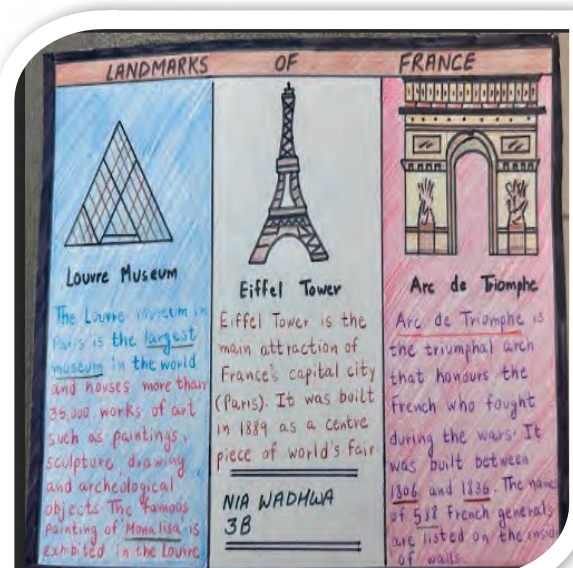 LANDMARKS OF FRANCE
Louvre Museum
The Louvre museum in
Paris is the largest
museum in the world
and houses more than
35,000 works of art
such as paintings,
sculpture, drawing
and archeological
objects The famous
Painting of 'Monalisa' is
exhibited in the Louvre
Eiffel Tower
Eiffel Tower is the
main attraction of
France's capital city
(Paris). It was built
in 1889 as a centre
piece of world's fair
NIA WADHWA
3B
Arc de Triomphe
Arc de Triomphe is
the triumphal arch
that honours the
French who fought
during the wars. It
was built between
1806 and 1836. The name
of 588 French generals
are listed on the insid
of walls.